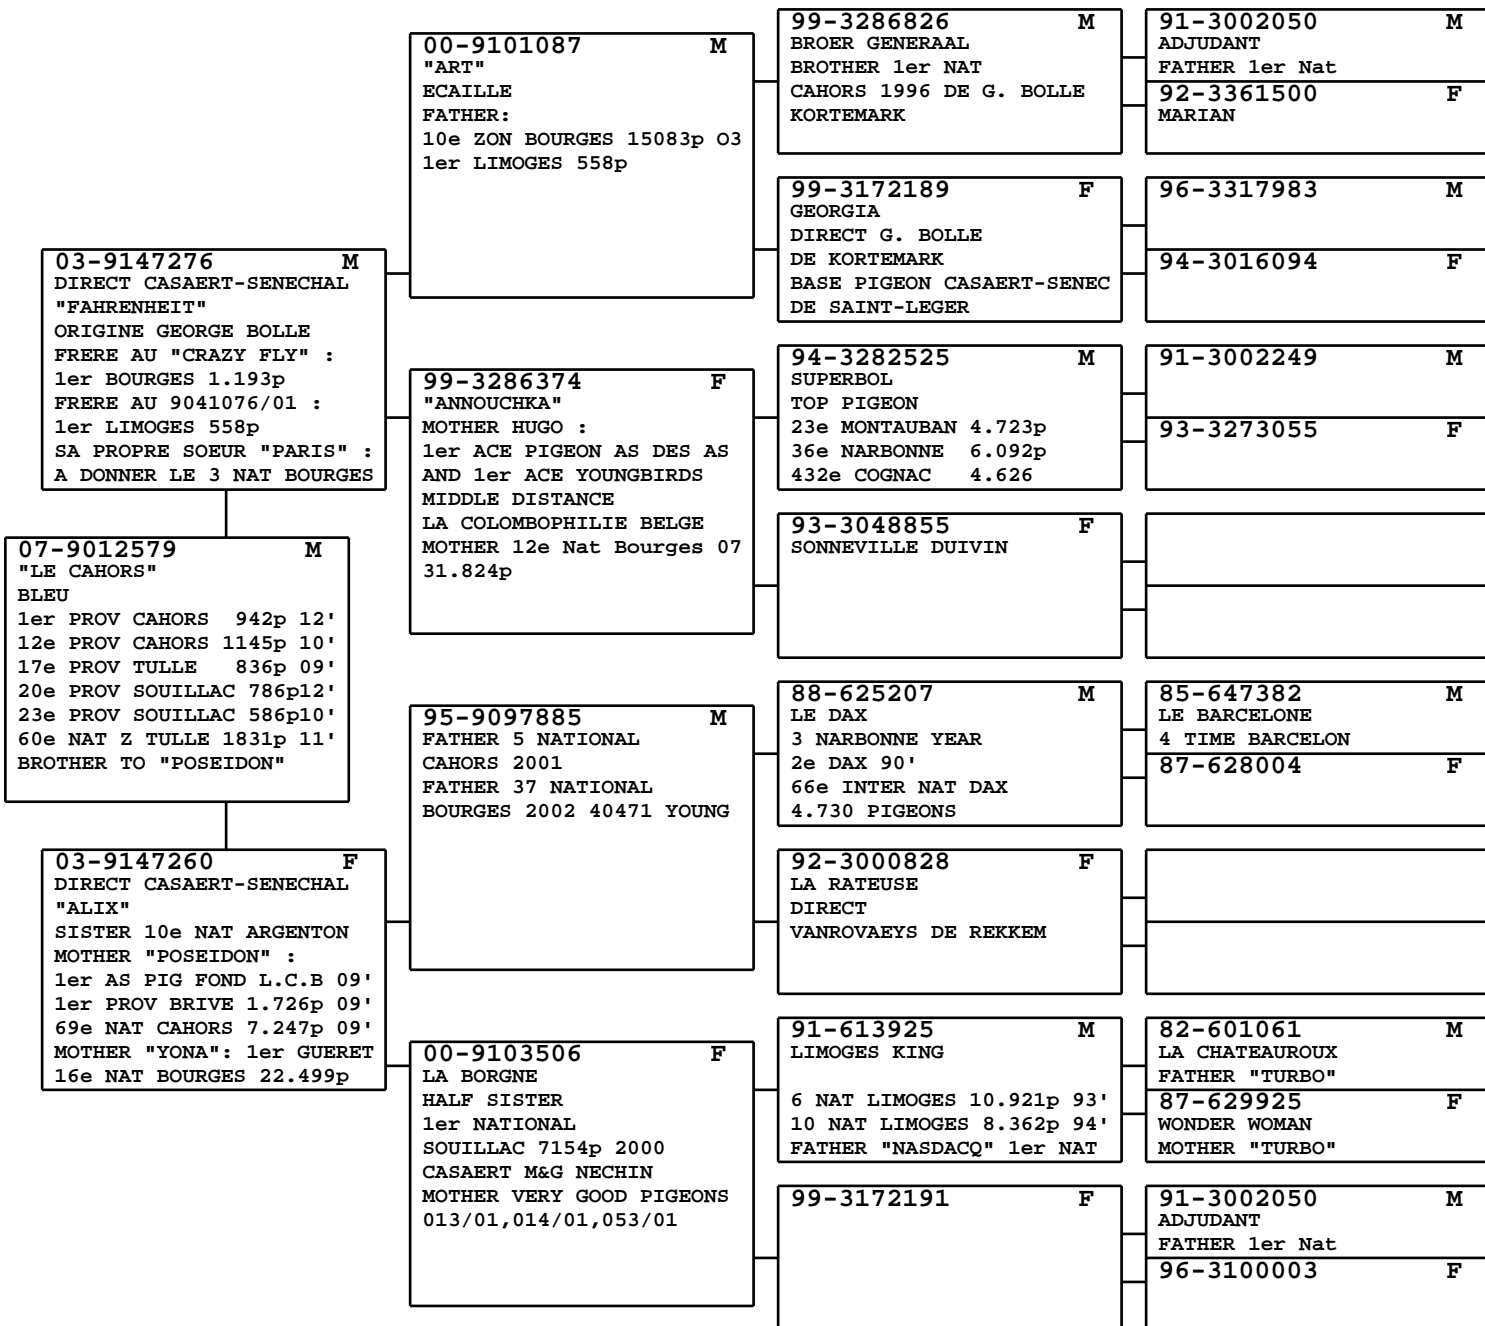 07-9012579 M
"LE CAHORS"
BLEU
1er PROV CAHORS 942p 12'
12e PROV CAHORS 1145p 10'
17e PROV TULLE 836p 09'
20e PROV SOUILLAC 786p12'
23e PROV SOUILLAC 586p10'
60e NAT Z TULLE 1831p 11'
BROTHER TO "POSEIDON"
03-9147276 M
DIRECT CASAERT-SENECHAL
"FAHRENHEIT"
ORIGINE GEORGE BOLLE
FRERE AU "CRAZY FLY" :
1er BOURGES 1.193p
FRERE AU 9041076/01 :
1er LIMOGES 558p
SA PROPRE SOEUR "PARIS" :
A DONNER LE 3 NAT BOURGES
03-9147260 F
DIRECT CASAERT-SENECHAL
"ALIX"
SISTER 10e NAT ARGENTON
MOTHER "POSEIDON" :
1er AS PIG FOND L.C.B 09'
1er PROV BRIVE 1.726p 09'
69e NAT CAHORS 7.247p 09'
MOTHER "YONA": 1er GUERET
16e NAT BOURGES 22.499p
00-9101087 M
"ART"
ECAILLE
FATHER:
10e ZON BOURGES 15083p O3
1er LIMOGES 558p
99-3286374 F
"ANNOUCHKA"
MOTHER HUGO :
1er ACE PIGEON AS DES AS
AND 1er ACE YOUNGBIRDS
MIDDLE DISTANCE
LA COLOMBOPHILIE BELGE
MOTHER 12e Nat Bourges 07
31.824p
95-9097885 M
FATHER 5 NATIONAL
CAHORS 2001
FATHER 37 NATIONAL
BOURGES 2002 40471 YOUNG
00-9103506 F
LA BORGNE
HALF SISTER
1er NATIONAL
SOUILLAC 7154p 2000
CASAERT M&G NECHIN
MOTHER VERY GOOD PIGEONS
013/01,014/01,053/01
99-3286826 M
BROER GENERAAL
BROTHER 1er NAT
CAHORS 1996 DE G. BOLLE
KORTEMARK
99-3172189 F
GEORGIA
DIRECT G. BOLLE
DE KORTEMARK
BASE PIGEON CASAERT-SENEC
DE SAINT-LEGER
94-3282525 M
SUPERBOL
TOP PIGEON
23e MONTAUBAN 4.723p
36e NARBONNE 6.092p
432e COGNAC 4.626
93-3048855 F
SONNEVILLE DUIVIN
88-625207 M
LE DAX
3 NARBONNE YEAR
2e DAX 90'
66e INTER NAT DAX
4.730 PIGEONS
92-3000828 F
LA RATEUSE
DIRECT
VANROVAEYS DE REKKEM
91-613925 M
LIMOGES KING
6 NAT LIMOGES 10.921p 93'
10 NAT LIMOGES 8.362p 94'
FATHER "NASDACQ" 1er NAT
99-3172191 F
91-3002050 M
ADJUDANT
FATHER 1er Nat
92-3361500 F
MARIAN
96-3317983 M
94-3016094 F
91-3002249 M
93-3273055 F
85-647382 M
LE BARCELONE
4 TIME BARCELON
87-628004 F
82-601061 M
LA CHATEAUROUX
FATHER "TURBO"
87-629925 F
WONDER WOMAN
MOTHER "TURBO"
91-3002050 M
ADJUDANT
FATHER 1er Nat
96-3100003 F